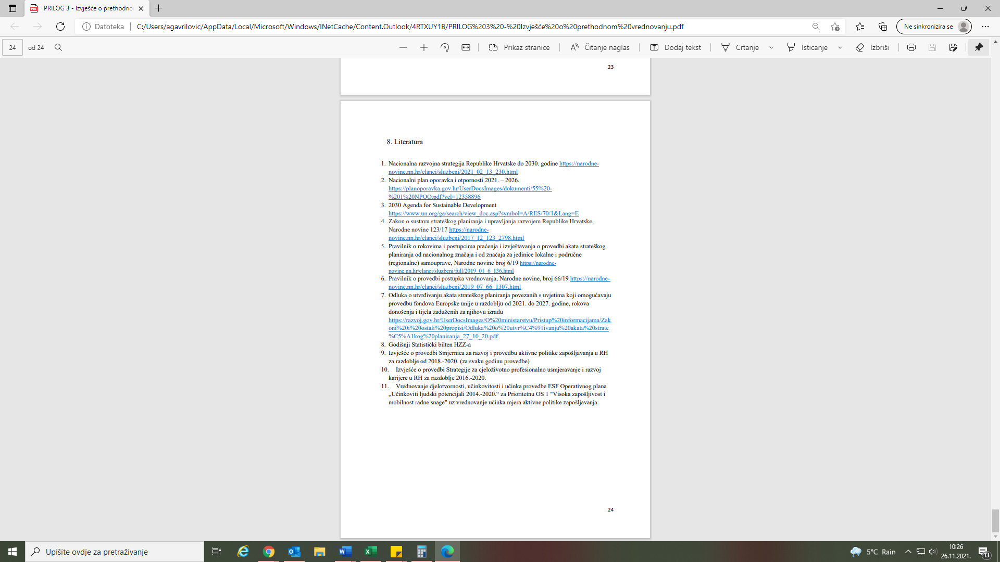 PRILOG 3 - Izvješće o prethodno
Datoteka
C:/Users/agavrilovic/AppData/Local/Microsoft/Windows/INetCache/Content.Outlook/4RTXUY1B/PRILOG%203%20-%20Izvješće%20o%20prethodnom%20vrednovanju.pdf
Ne sinkronizira se
24 od 24
Prikaz stranice
Čitanje naglas
Dodaj tekst
Crtanje
Isticanje
Izbriši
23
8. Literatura
1. Nacionalna razvojna strategija Republike Hrvatske do 2030. godine https://narodne-
novine.nn.hr/clanci/sluzbeni/2021_02_13_230.html
2. Nacionalni plan oporavka i otpornosti 2021. – 2026.
https://planoporavka.gov.hr/UserDocsImages/dokumenti/55%20-
%201%20NPOO.pdf?vel=12358896
3. 2030 Agenda for Sustainable Development
https://www.un.org/ga/search/view_doc.asp?symbol=A/RES/70/1&Lang=E
4. Zakon o sustavu strateškog planiranja i upravljanja razvojem Republike Hrvatske,
Narodne novine 123/17 https://narodne-
novine.nn.hr/clanci/sluzbeni/2017_12_123_2798.html
5. Pravilnik o rokovima i postupcima praćenja i izvještavanja o provedbi akata strateškog
planiranja od nacionalnog značaja i od značaja za jedinice lokalne i područne
(regionalne) samouprave, Narodne novine broj 6/19 https://narodne-
novine.nn.hr/clanci/sluzbeni/full/2019_01_6_136.html
6. Pravilnik o provedbi postupka vrednovanja, Narodne novine, broj 66/19 https://narodne-
novine.nn.hr/clanci/sluzbeni/2019_07_66_1307.html
7. Odluka o utvrđivanju akata strateškog planiranja povezanih s uvjetima koji omogućavaju
provedbu fondova Europske unije u razdoblju od 2021. do 2027. godine, rokova
donošenja i tijela zaduženih za njihovu izradu
https://razvoj.gov.hr/UserDocsImages/O%20ministarstvu/Pristup%20informacijama/Zak
oni%20i%20ostali%20propisi/Odluka%20o%20utvr%C4%91ivanju%20akata%20strate
%C5%A1kog%20planiranja_27_10_20.pdf
8. Godišnji Statistički bilten HZZ-a
9. Izvješće o provedbi Smjernica za razvoj i provedbu aktivne politike zapošljavanja u RH
za razdoblje od 2018.-2020. (za svaku godinu provedbe)
10. Izvješće o provedbi Strategije za cjeloživotno profesionalno usmjeravanje i razvoj
karijere u RH za razdoblje 2016.-2020.
11. Vrednovanje djelotvornosti, učinkovitosti i učinka provedbe ESF Operativnog plana
„Učinkoviti ljudski potencijali 2014.-2020.“ za Prioritetnu OS 1 "Visoka zapošljivost i
mobilnost radne snage" uz vrednovanje učinka mjera aktivne politike zapošljavanja.
24
Upišite ovdje za pretraživanje
5°C Rain
10:26
26.11.2021.
13